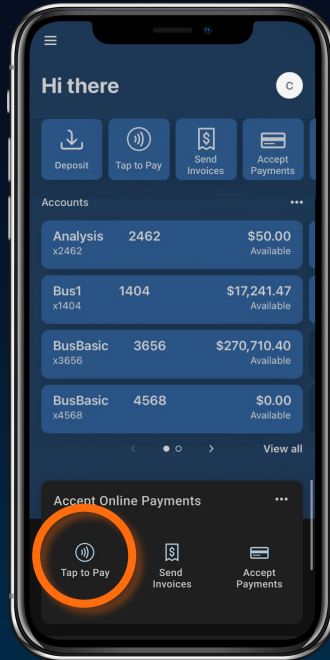 Hi there
C
Deposit
Tap to Pay
Send
Invoices
Accept
Payments
Accounts
Analysis 2462 $50.00
x2462 Available
Bus1 1404 $17,241.47
x1404 Available
BusBasic 3656 $270,710.40
x3656 Available
BusBasic 4568 $0.00
x4568 Available
View all
Accept Online Payments
Tap to Pay
Send
Invoices
Accept
Payments